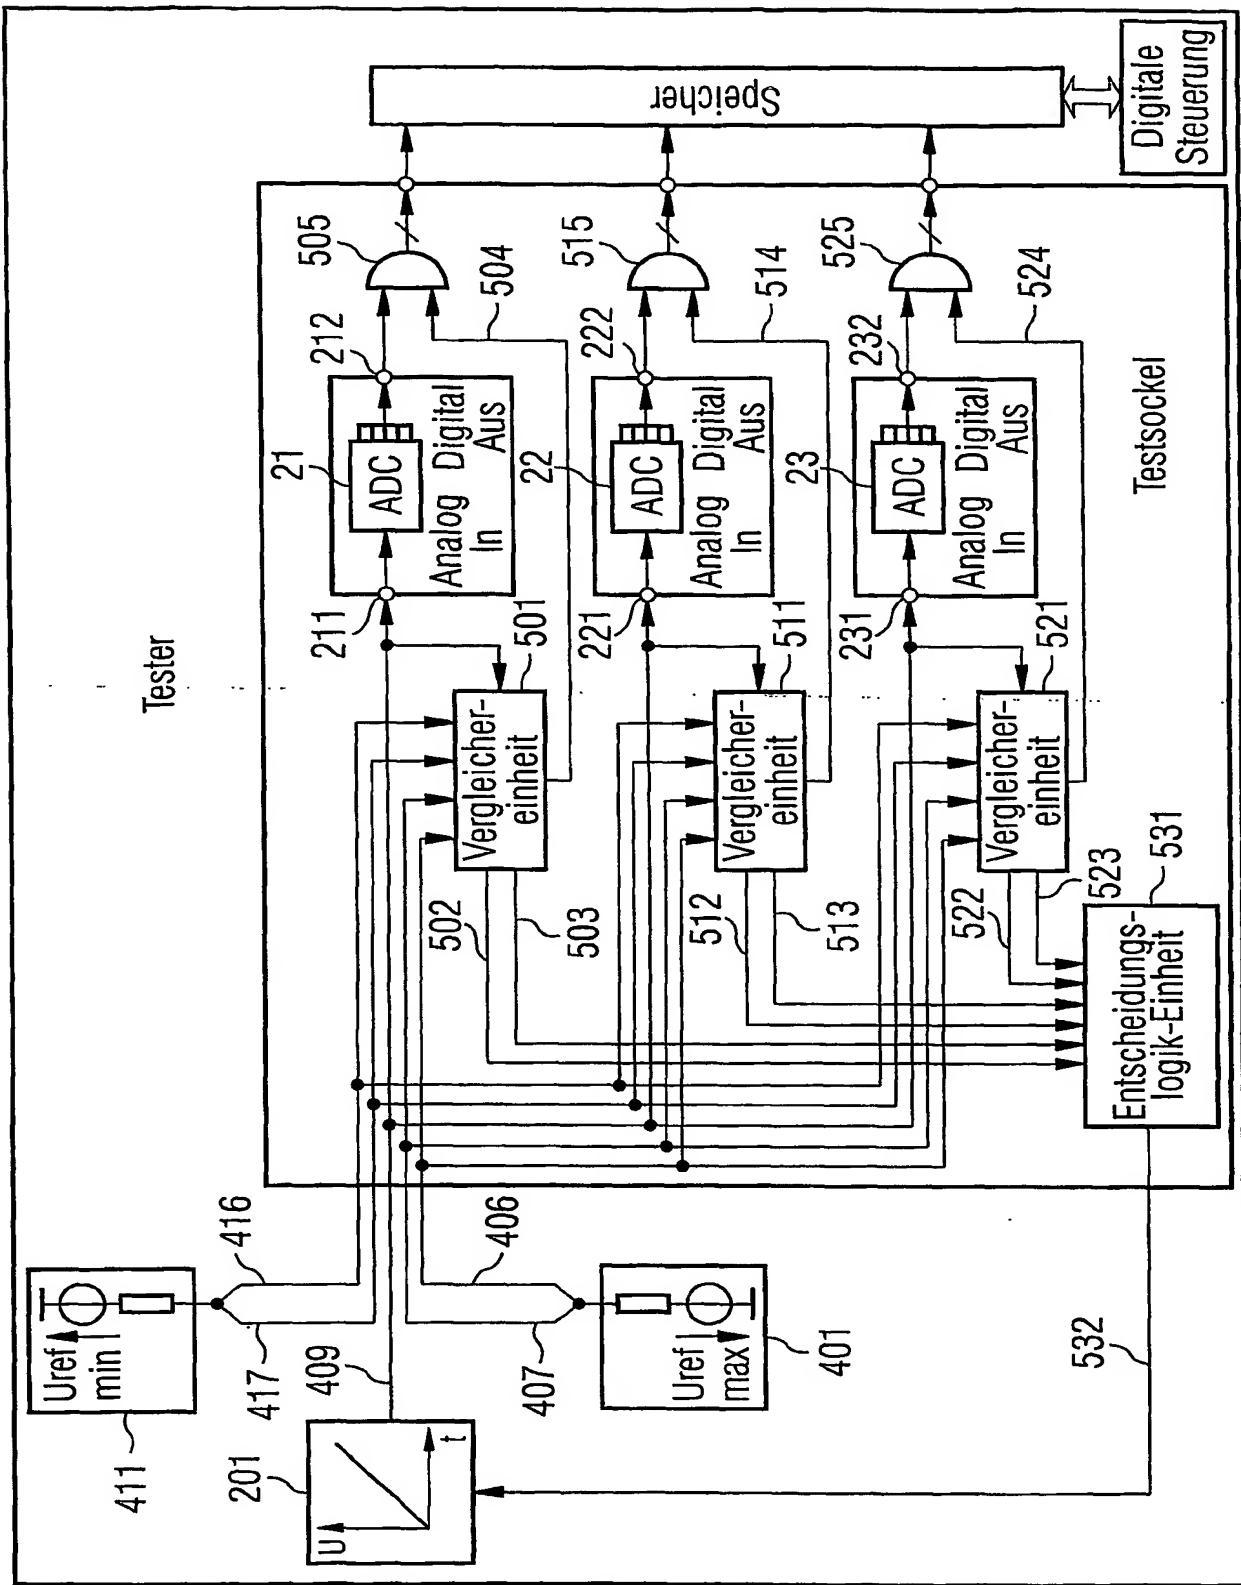 Tester
411
Uref
min
416
417
201
U
t
409
406
407
Uref
max
401
532
211
21
ADC
Analog
In
Digital
Aus
212
505
504
Vergleicher-
einheit
501
502
503
221
22
ADC
Analog
In
Digital
Aus
222
515
514
Vergleicher-
einheit
511
512
513
231
23
ADC
Analog
In
Digital
Aus
232
525
524
Vergleicher-
einheit
521
522
523
531
Entscheidungs-
logik-Einheit
Testsockel
Speicher
Digitale
Steuerung